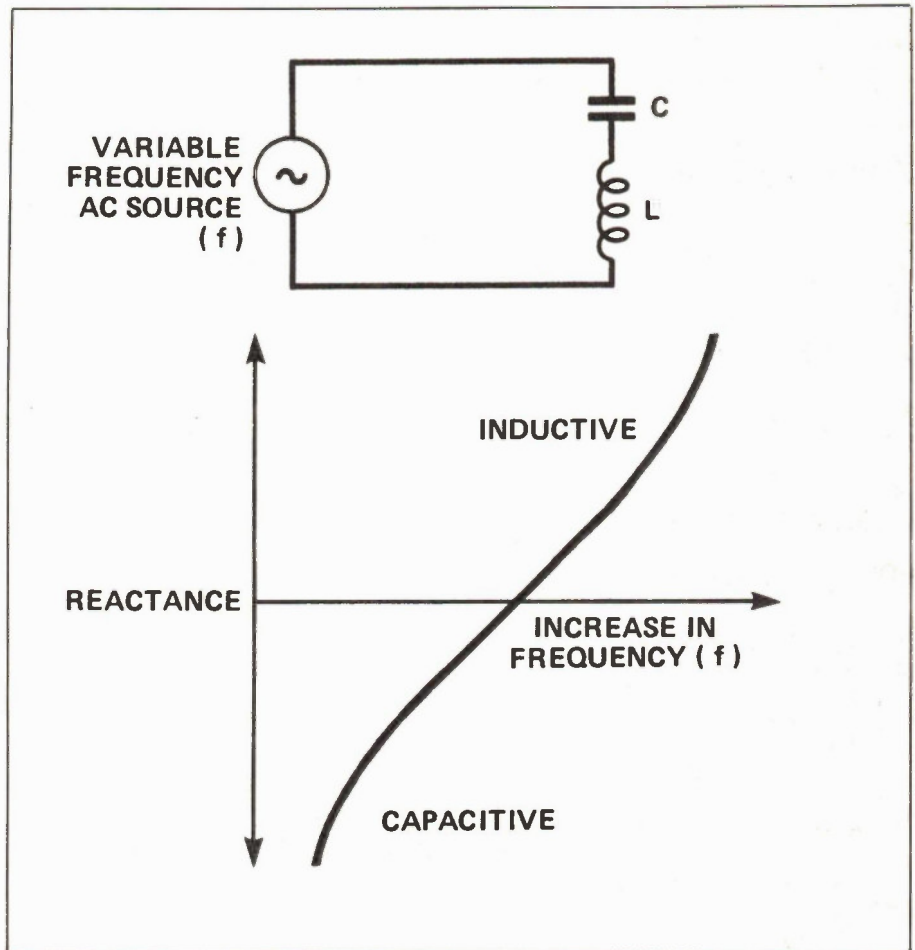 VARIABLE
FREQUENCY
AC SOURCE
(f)
~
C
L
INDUCTIVE
REACTANCE
INCREASE IN
FREQUENCY (f)
CAPACITIVE